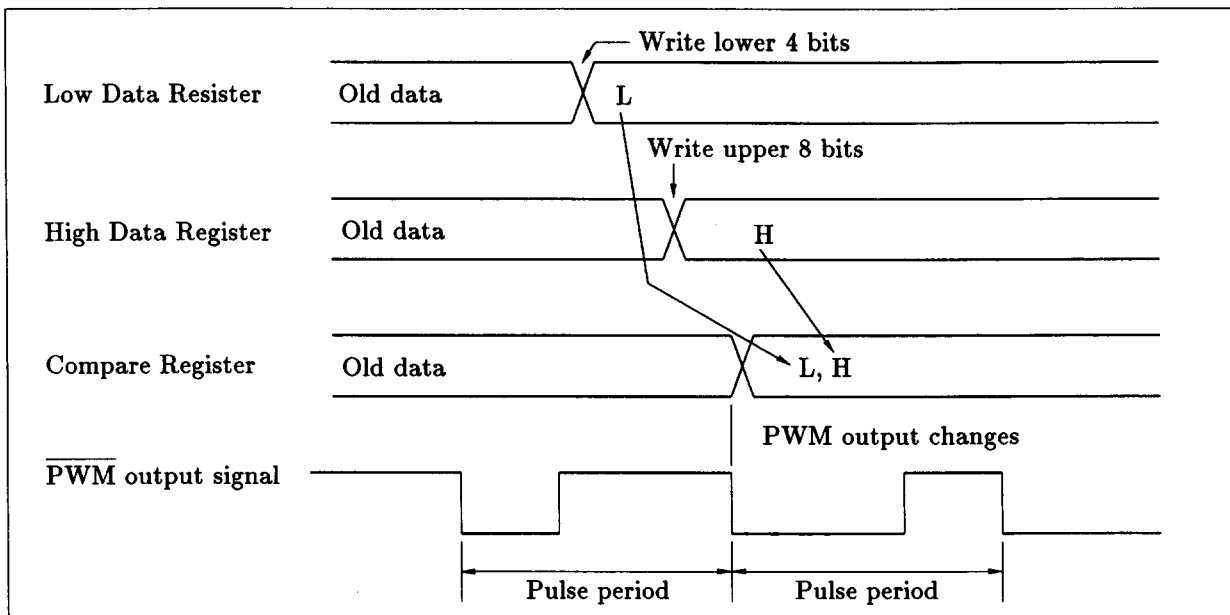 Write lower 4 bits
Low Data Resister
Old data
L
Write upper 8 bits
High Data Register
Old data
H
Compare Register
Old data
L, H
PWM output changes
PWM output signal
Pulse period
Pulse period